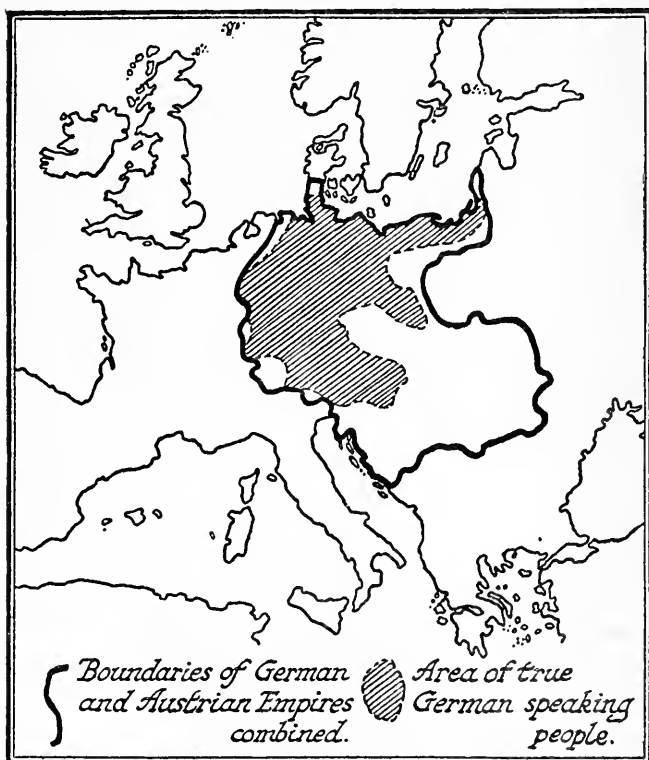 Boundaries of German
and Austrian Empires
combined.
Area of true
German speaking
people.